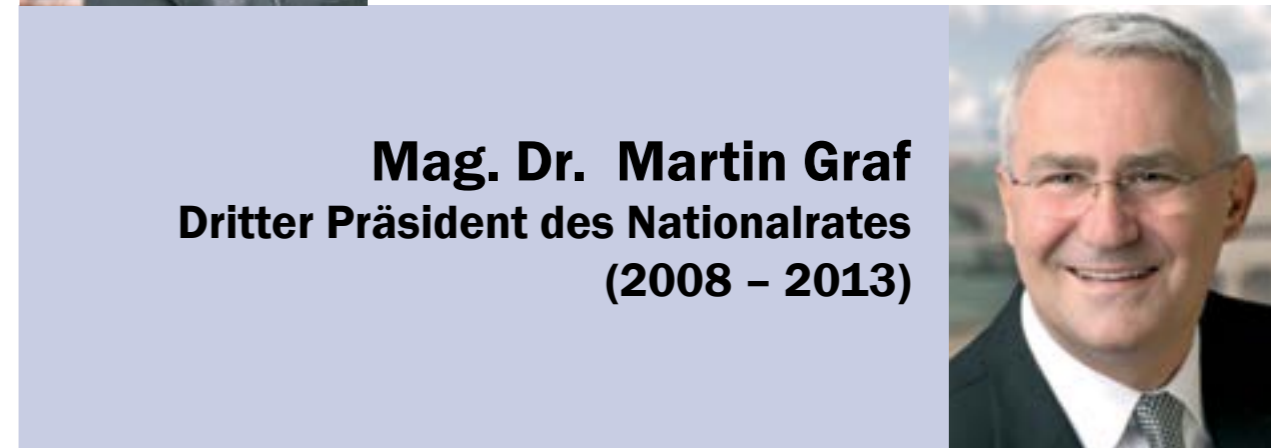 Mag. Dr. Martin Graf
Dritter Präsident des Nationalrates
(2008 – 2013)